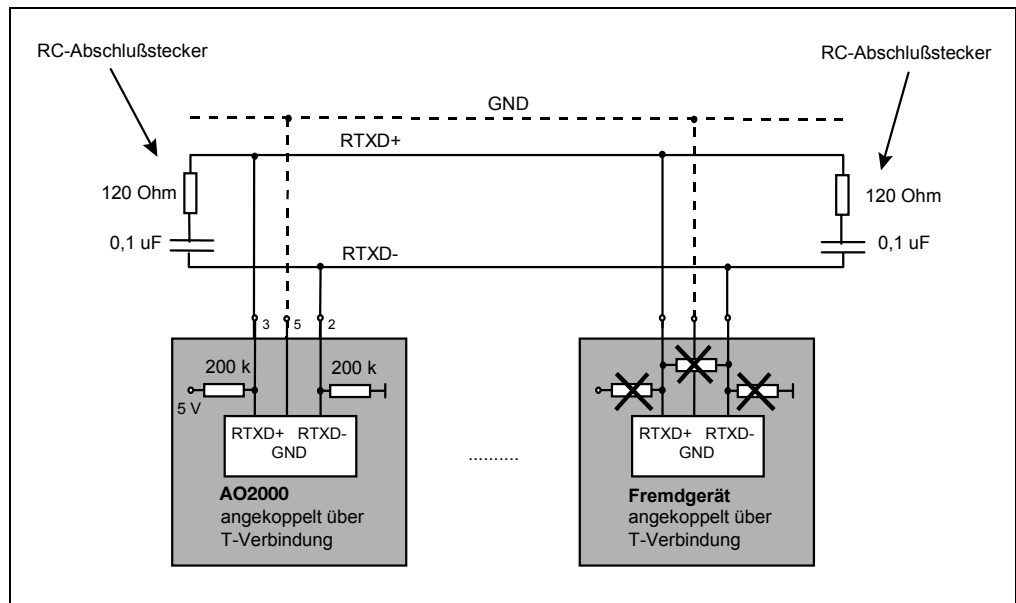 RC-Abschlußstecker
RC-Abschlußstecker
GND
RTXD+
120 Ohm
120 Ohm
0,1 uF
0,1 uF
RTXD-
3
5
2
200 k
200 k
5 V
RTXD+ RTXD-
GND
RTXD+ RTXD-
GND
..........
AO2000
angekoppelt über
T-Verbindung
Fremdgerät
angekoppelt über
T-Verbindung